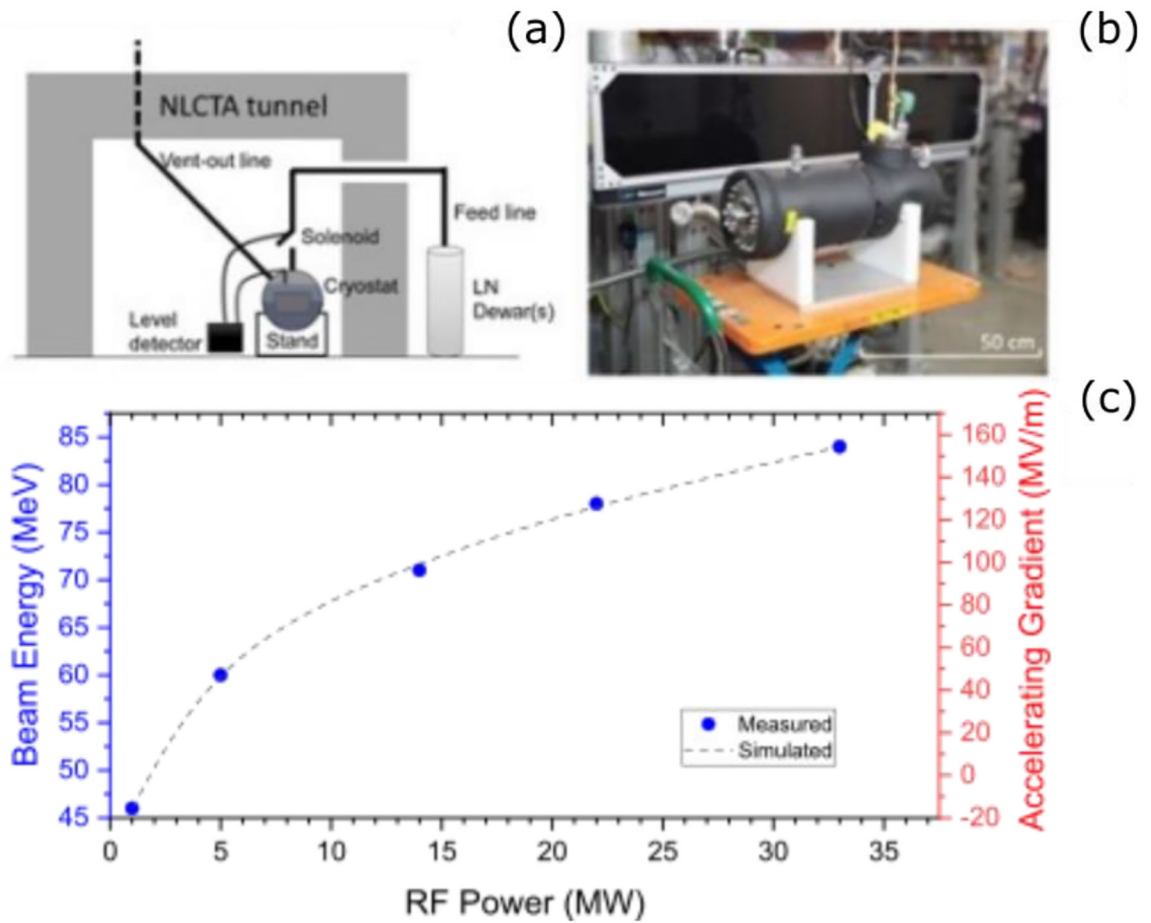 (a)
NLCTA tunnel
Vent-out line
Feed line
Solenoid
Cryostat
LN
Dewar(s)
Level
detector
Stand
(b)
50 cm
(c)
Beam Energy (MeV)
85
80
75
70
65
60
55
50
45
160
140
120
100
80
60
40
20
0
-20
Accelerating Gradient (MV/m)
Measured
Simulated
0 5 10 15 20 25 30 35
RF Power (MW)